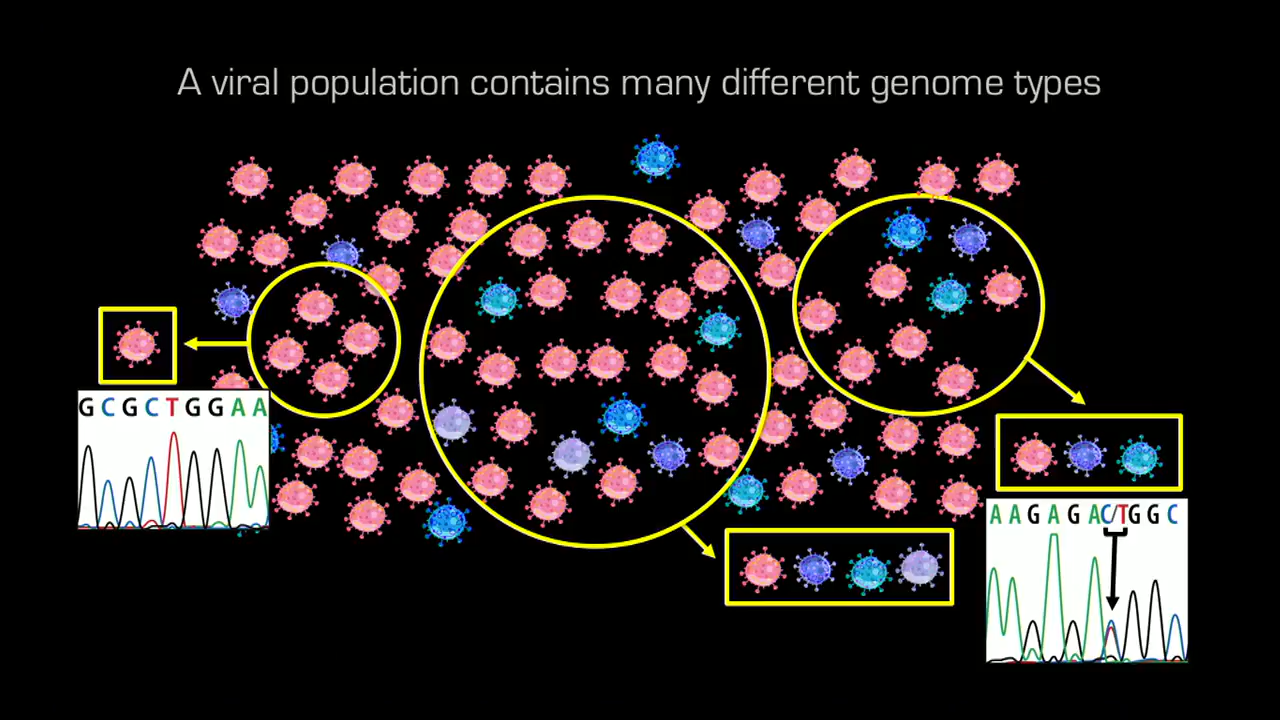 A viral population contains many different genome types
GCGCTGGAA
AAGAGAC/TGGC